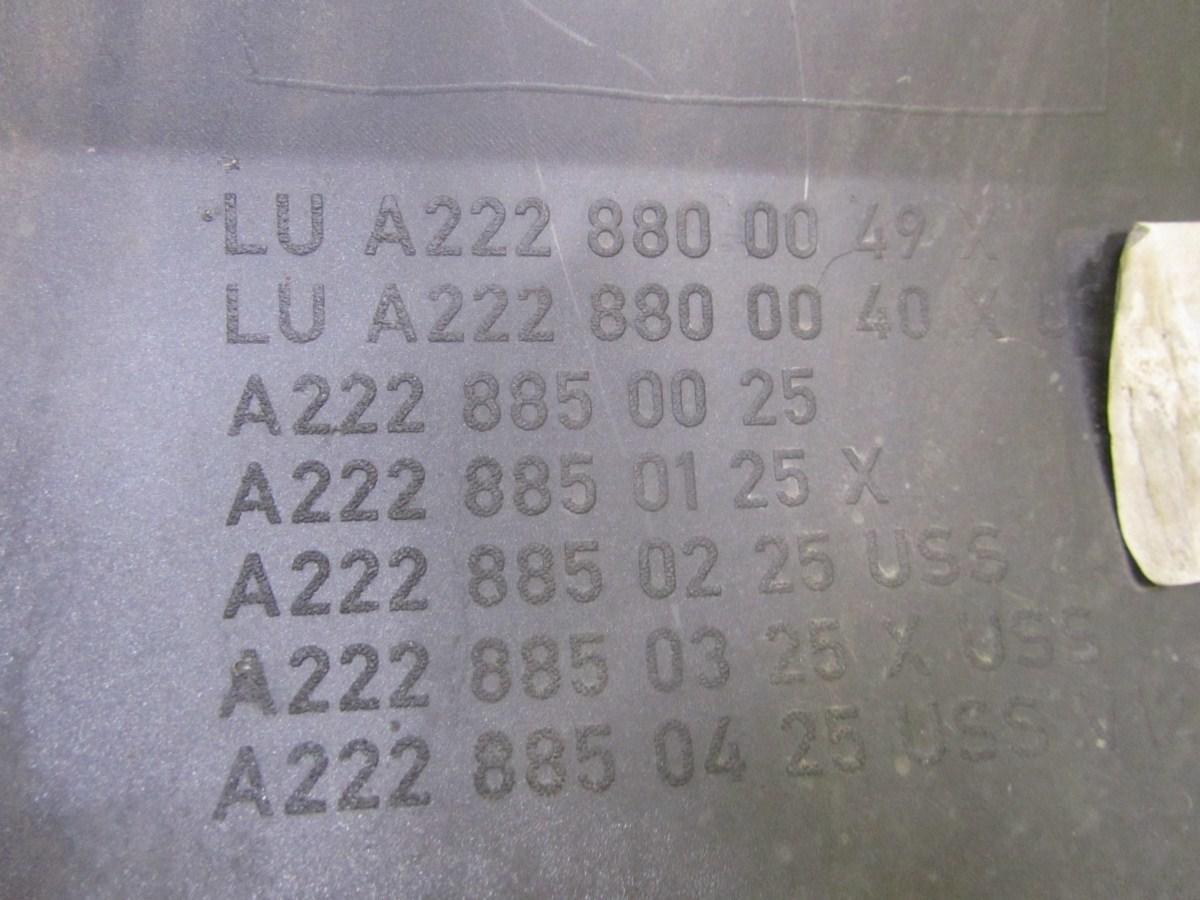 LU A222 880 00 49 X
LU A222 880 00 40 X
A222 885 00 25
A222 885 01 25 X
A222 885 02 25 USS
A222 885 03 25 X USS
A222 885 04 25 USS